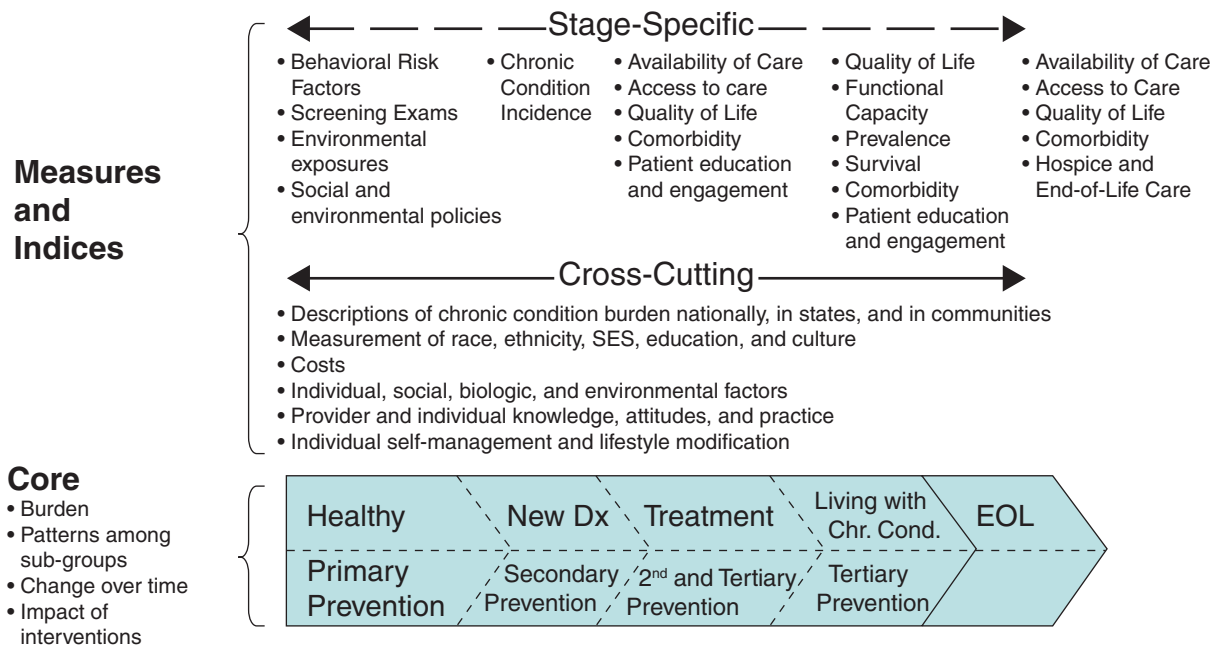 Measures
and
Indices
Stage-Specific
• Behavioral Risk
Factors
• Screening Exams
• Environmental
exposures
• Social and
environmental policies
• Chronic
Condition
Incidence
• Availability of Care
• Access to care
• Quality of Life
• Comorbidity
• Patient education
and engagement
• Quality of Life
• Functional
Capacity
• Prevalence
• Survival
• Comorbidity
• Patient education
and engagement
• Availability of Care
• Access to Care
• Quality of Life
• Comorbidity
• Hospice and
End-of-Life Care
Cross-Cutting
• Descriptions of chronic condition burden nationally, in states, and in communities
• Measurement of race, ethnicity, SES, education, and culture
• Costs
• Individual, social, biologic, and environmental factors
• Provider and individual knowledge, attitudes, and practice
• Individual self-management and lifestyle modification
Core
• Burden
• Patterns among
sub-groups
• Change over time
• Impact of
interventions
Healthy
New Dx
Treatment
Living with
Chr. Cond.
EOL
Primary
Prevention
Secondary
Prevention
2nd and Tertiary
Prevention
Tertiary
Prevention